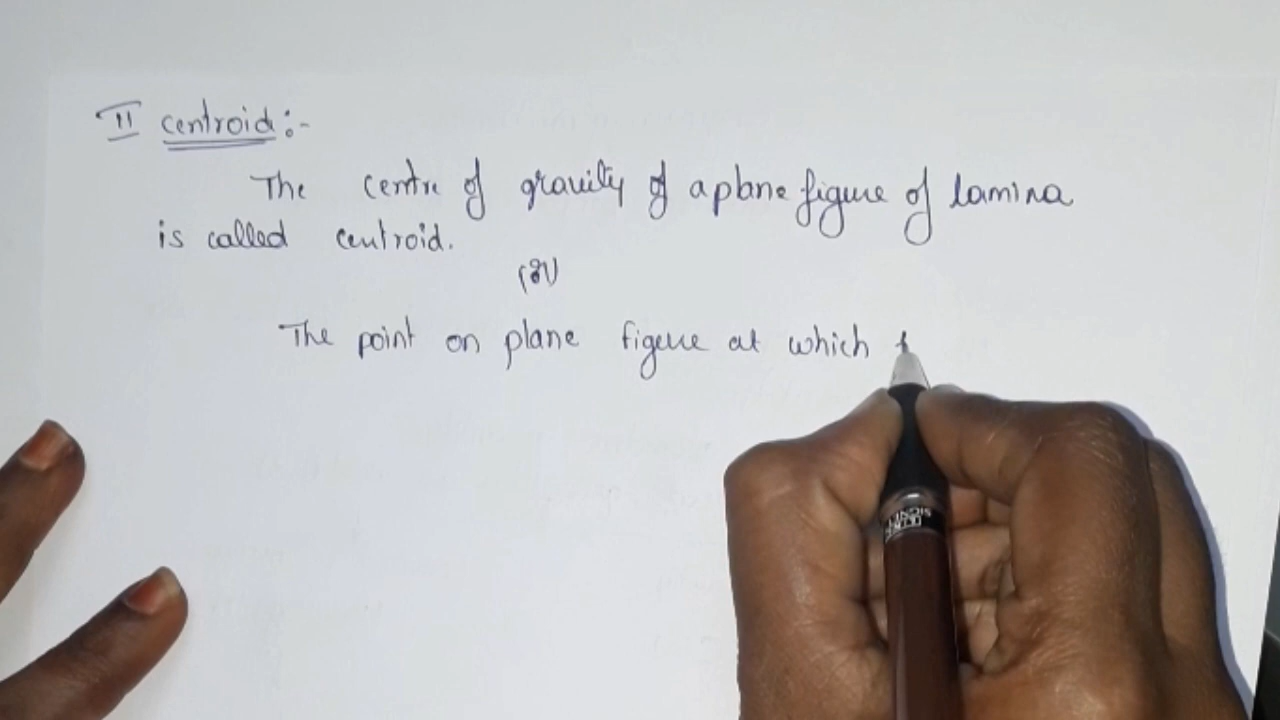 II centroid:-
The centre of gravity of a plane figure of lamina
is called centroid.
(or)
The point on plane figure at which